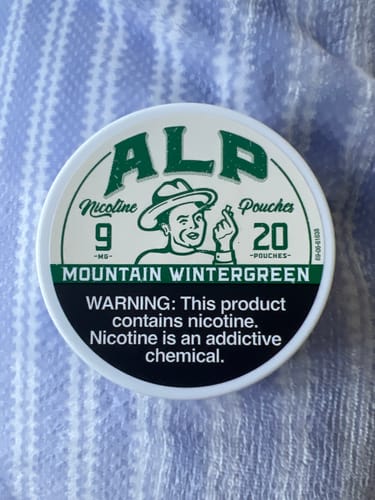 ALP
Nicotine Pouches
9 20
-MG- -POUCHES-
MOUNTAIN WINTERGREEN
WARNING: This product
contains nicotine.
Nicotine is an addictive
chemical.